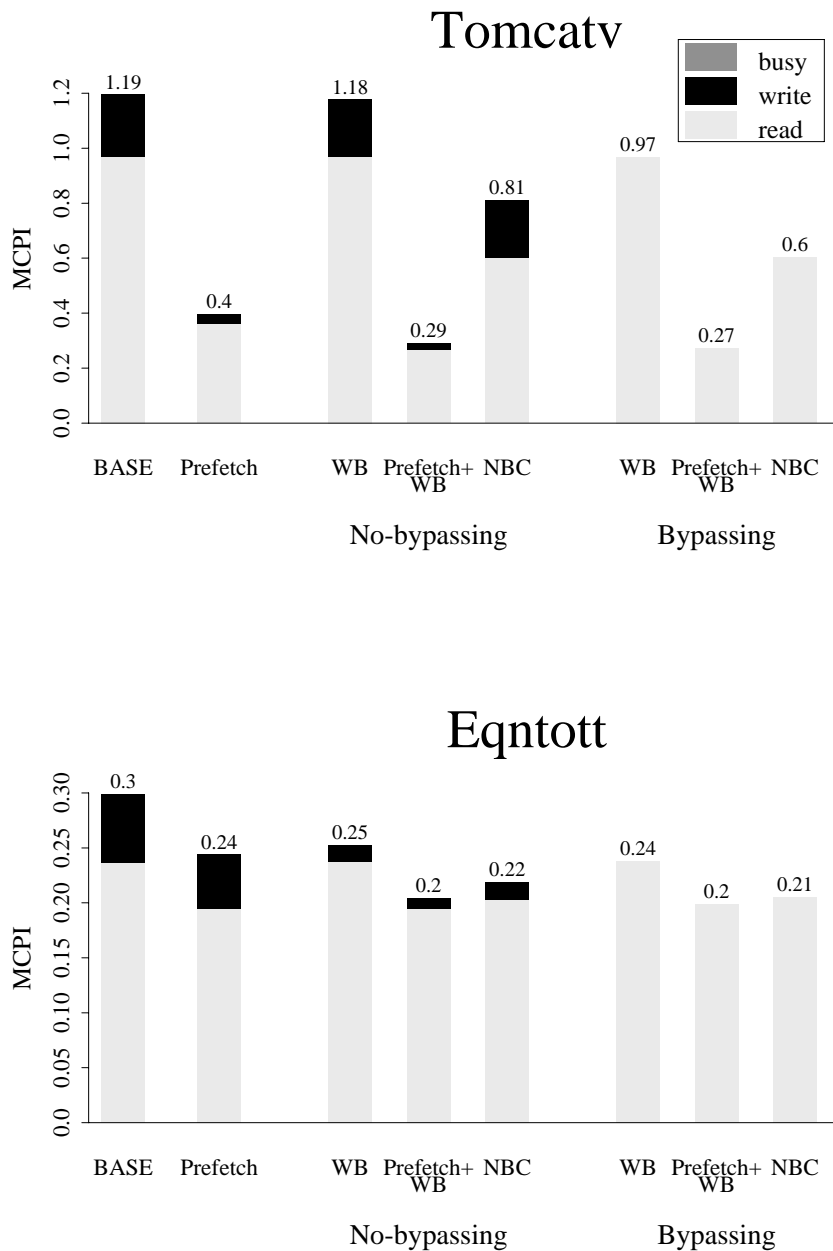 Tomcatv
busy
write
read
MCPI
0.0 0.2 0.4 0.6 0.8 1.0 1.2
1.19
0.4
1.18
0.29
0.81
0.97
0.27
0.6
BASE Prefetch WB Prefetch+ NBC WB Prefetch+ NBC
WB WB
No-bypassing Bypassing
Eqntott
MCPI
0.0 0.05 0.10 0.15 0.20 0.25 0.30
0.3
0.24
0.25
0.2
0.22
0.24
0.2
0.21
BASE Prefetch WB Prefetch+ NBC WB Prefetch+ NBC
WB WB
No-bypassing Bypassing